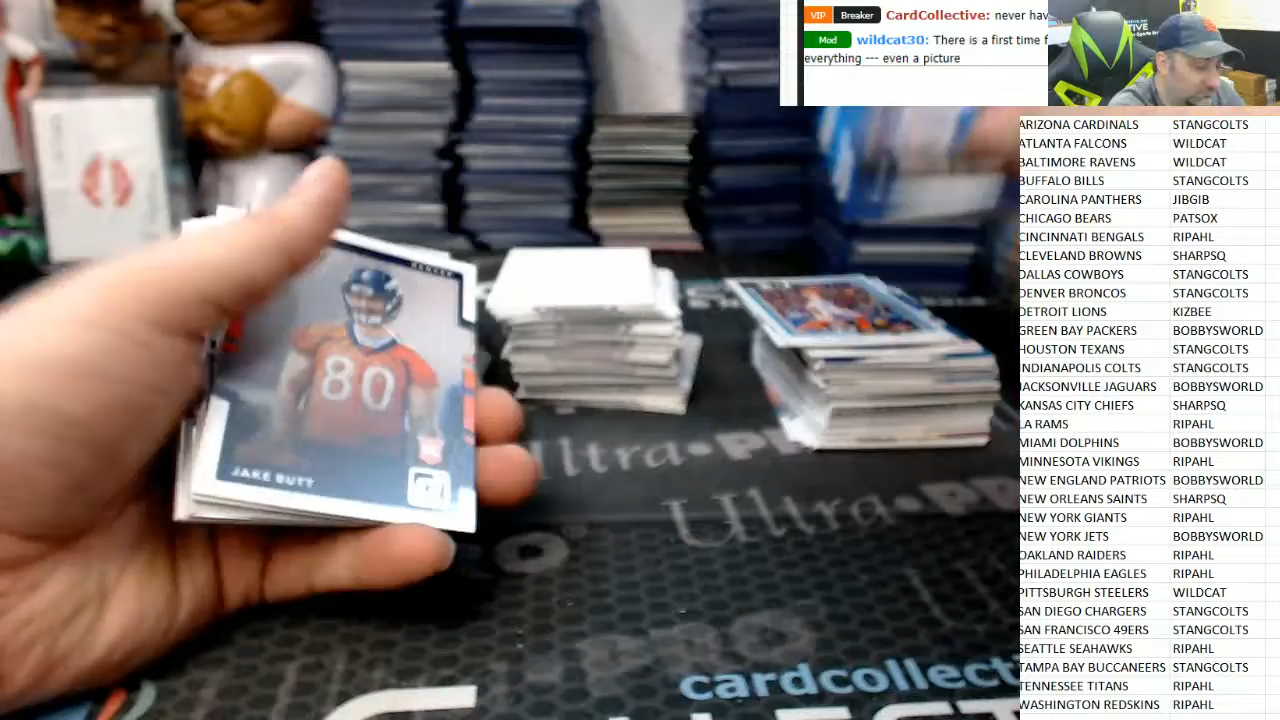 VIP Breaker CardCollective: never hav
Mod wildcat30: There is a first time f
everything --- even a picture
ARIZONA CARDINALS STANGCOLTS
ATLANTA FALCONS WILDCAT
BALTIMORE RAVENS WILDCAT
BUFFALO BILLS STANGCOLTS
CAROLINA PANTHERS JIBGIB
CHICAGO BEARS PATSOX
CINCINNATI BENGALS RIPAHL
CLEVELAND BROWNS SHARPSQ
DALLAS COWBOYS STANGCOLTS
DENVER BRONCOS STANGCOLTS
DETROIT LIONS KIZBEE
GREEN BAY PACKERS BOBBYSWORLD
HOUSTON TEXANS STANGCOLTS
INDIANAPOLIS COLTS STANGCOLTS
JACKSONVILLE JAGUARS BOBBYSWORLD
KANSAS CITY CHIEFS SHARPSQ
LA RAMS RIPAHL
MIAMI DOLPHINS BOBBYSWORLD
MINNESOTA VIKINGS RIPAHL
NEW ENGLAND PATRIOTS BOBBYSWORLD
NEW ORLEANS SAINTS SHARPSQ
NEW YORK GIANTS RIPAHL
NEW YORK JETS BOBBYSWORLD
OAKLAND RAIDERS RIPAHL
PHILADELPHIA EAGLES RIPAHL
PITTSBURGH STEELERS WILDCAT
SAN DIEGO CHARGERS STANGCOLTS
SAN FRANCISCO 49ERS STANGCOLTS
SEATTLE SEAHAWKS RIPAHL
TAMPA BAY BUCCANEERS STANGCOLTS
TENNESSEE TITANS RIPAHL
WASHINGTON REDSKINS RIPAHL
DENVER
80
JAKE BUTT
Ultra•PR
Ultra•PR
PRO
cardcollect